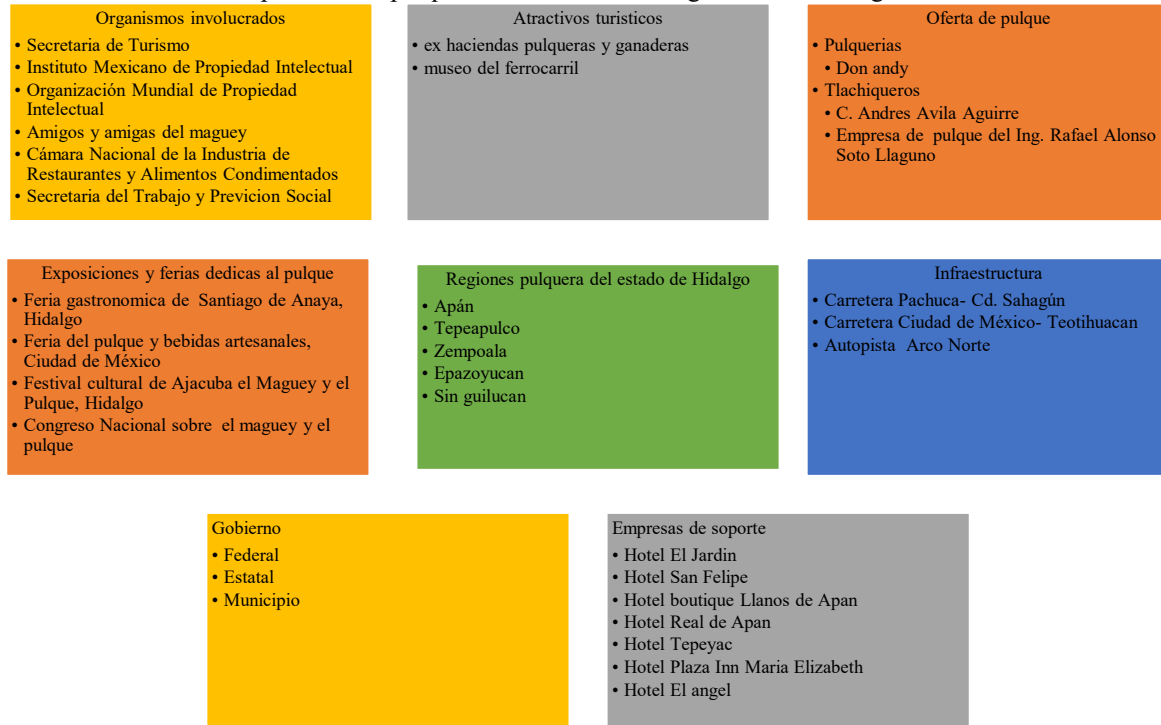 Organismos involucrados
• Secretaria de Turismo
• Instituto Mexicano de Propiedad Intelectual
• Organización Mundial de Propiedad
Intelectual
• Amigos y amigas del maguey
• Cámara Nacional de la Industria de
Restaurantes y Alimentos Condimentados
• Secretaria del Trabajo y Previcion Social
Atractivos turisticos
• ex haciendas pulqueras y ganaderas
• museo del ferrocarril
Oferta de pulque
• Pulquerias
• Don andy
• Tlachiqueros
• C. Andres Avila Aguirre
• Empresa de pulque del Ing. Rafael Alonso
Soto Llaguno
Exposiciones y ferias dedicas al pulque
• Feria gastronomica de Santiago de Anaya,
Hidalgo
• Feria del pulque y bebidas artesanales,
Ciudad de México
• Festival cultural de Ajacuba el Maguey y el
Pulque, Hidalgo
• Congreso Nacional sobre el maguey y el
pulque
Regiones pulquera del estado de Hidalgo
• Apán
• Tepeapulco
• Zempoala
• Epazoyucan
• Sin guilucan
Infraestructura
• Carretera Pachuca- Cd. Sahagún
• Carretera Ciudad de México- Teotihuacan
• Autopista Arco Norte
Gobierno
• Federal
• Estatal
• Municipio
Empresas de soporte
• Hotel El Jardin
• Hotel San Felipe
• Hotel boutique Llanos de Apan
• Hotel Real de Apan
• Hotel Tepeyac
• Hotel Plaza Inn Maria Elizabeth
• Hotel El angel